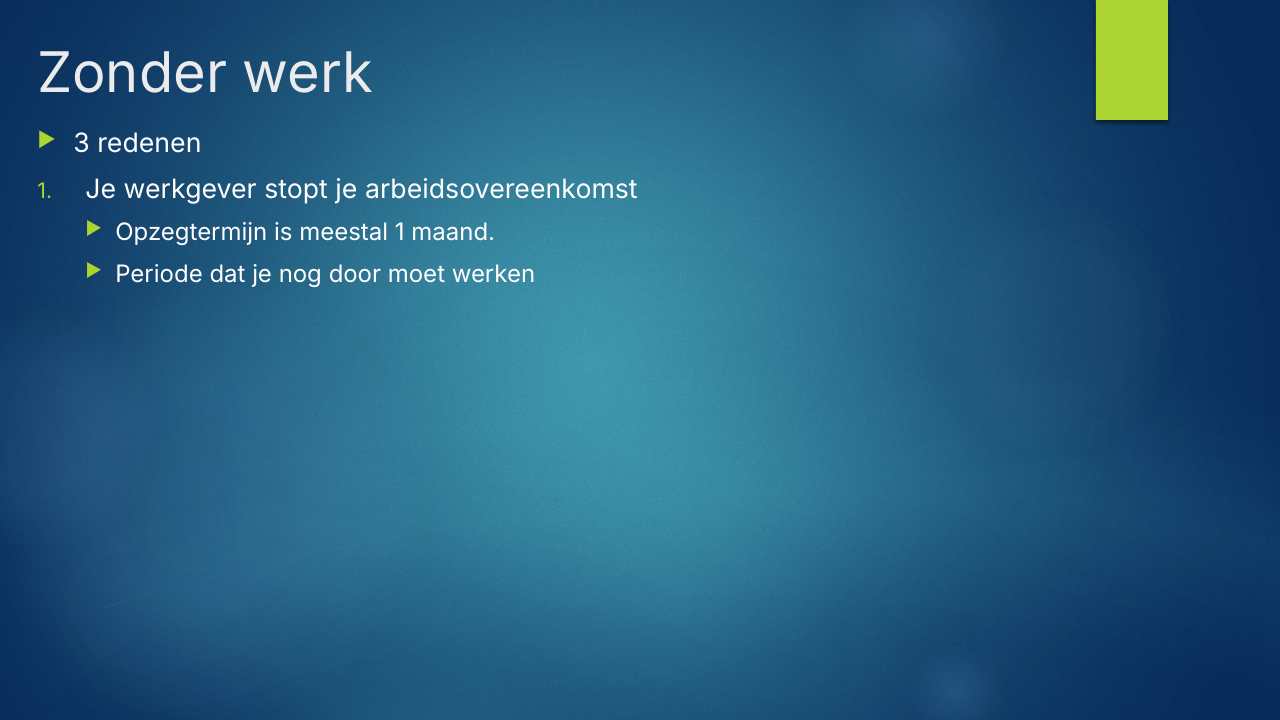 Zonder werk
3 redenen
1. Je werkgever stopt je arbeidsovereenkomst
Opzegtermijn is meestal 1 maand.
Periode dat je nog door moet werken